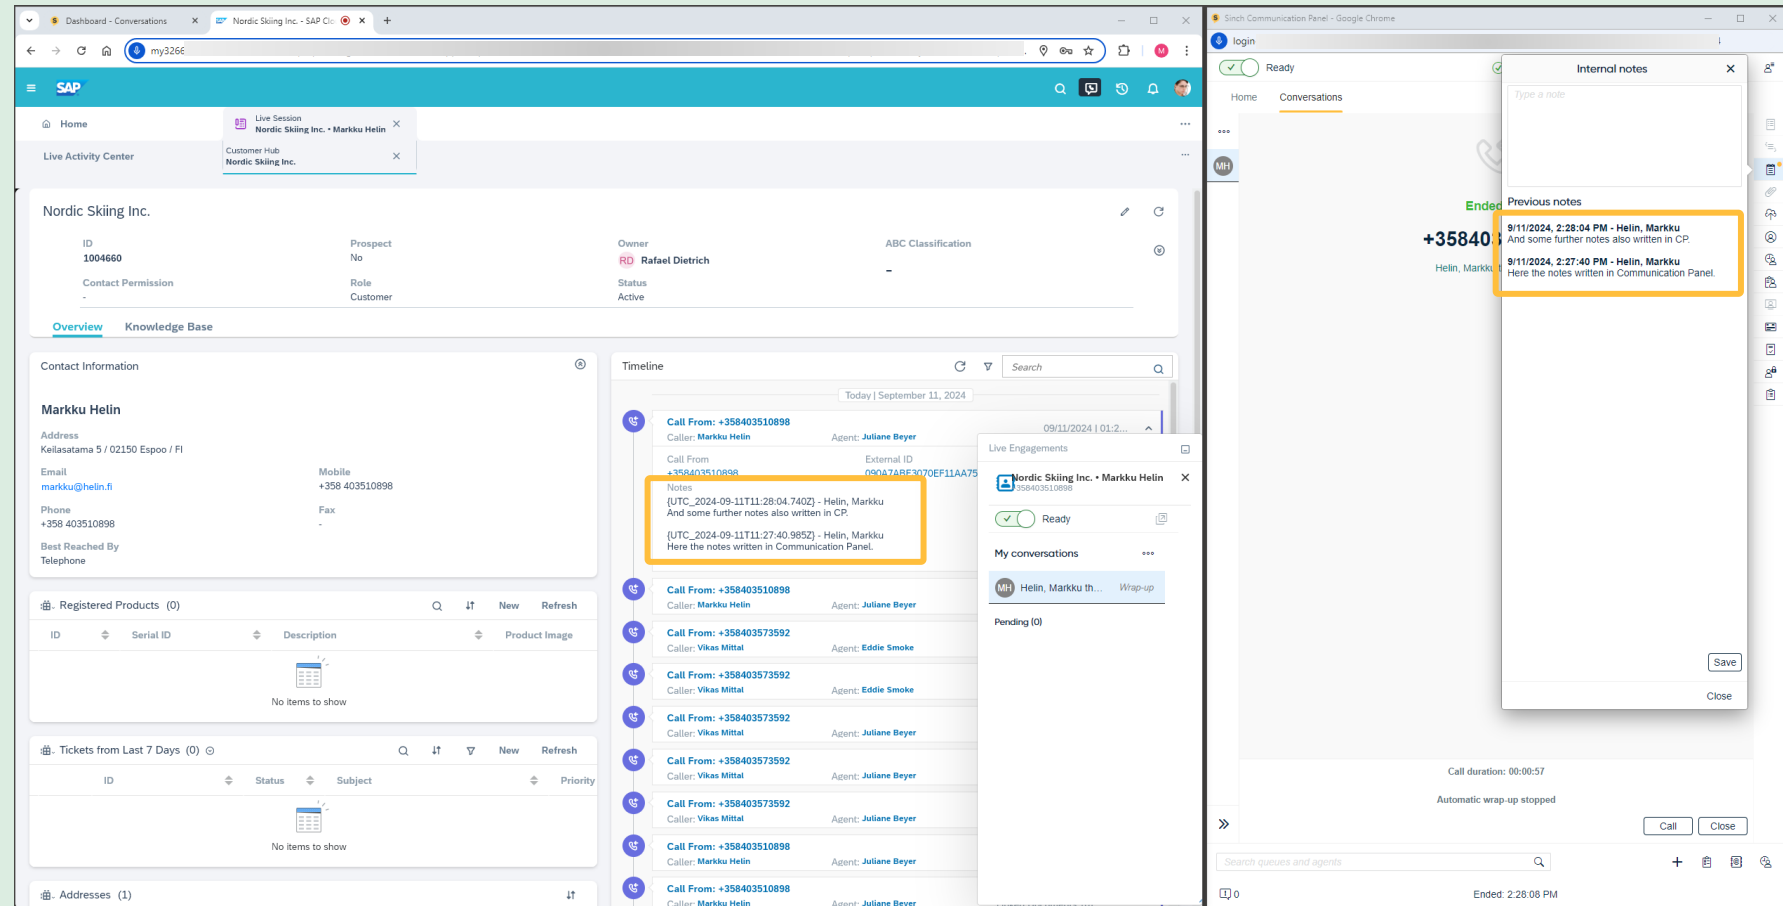 Dashboard - Conversations
Nordic Skiing Inc. - SAP Clo
my3266
SAP
Home
Live Session
Nordic Skiing Inc. • Markku Helin
Live Activity Center
Customer Hub
Nordic Skiing Inc.
Nordic Skiing Inc.
ID
1004660
Prospect
No
Owner
RD Rafael Dietrich
ABC Classification
-
Contact Permission
-
Role
Customer
Status
Active
Overview Knowledge Base
Contact Information
Markku Helin
Address
Keilasatama 5 / 02150 Espoo / FI
Email
markku@helin.fi
Mobile
+358 403510898
Phone
+358 403510898
Fax
-
Best Reached By
Telephone
Registered Products (0)
New Refresh
ID Serial ID Description Product Image
No items to show
Tickets from Last 7 Days (0)
New Refresh
ID Status Subject Priority
No items to show
Addresses (1)
Timeline
Search
Today | September 11, 2024
Call From: +358403510898
09/11/2024 | 01:2...
Caller: Markku Helin Agent: Juliane Beyer
Call From
+358403510898
External ID
090A7ABF3070EF11AA75
Notes
{UTC_2024-09-11T11:28:04.740Z} - Helin, Markku
And some further notes also written in CP.
{UTC_2024-09-11T11:27:40.985Z} - Helin, Markku
Here the notes written in Communication Panel.
Call From: +358403510898
Caller: Markku Helin Agent: Juliane Beyer
Call From: +358403573592
Caller: Vikas Mittal Agent: Eddie Smoke
Call From: +358403573592
Caller: Vikas Mittal Agent: Eddie Smoke
Call From: +358403573592
Caller: Vikas Mittal Agent: Juliane Beyer
Call From: +358403573592
Caller: Vikas Mittal Agent: Juliane Beyer
Call From: +358403573592
Caller: Vikas Mittal Agent: Juliane Beyer
Call From: +358403510898
Caller: Markku Helin Agent: Juliane Beyer
Call From: +358403510898
Caller: Markku Helin Agent: Juliane Beyer
Live Engagements
Nordic Skiing Inc. • Markku Helin
358403510898
Ready
My conversations
MH Helin, Markku th... Wrap-up
Pending (0)
Sinch Communication Panel - Google Chrome
login
Ready
Home Conversations
MH
Ended
+35840
Helin, Markku
Internal notes
Type a note
Previous notes
9/11/2024, 2:28:04 PM - Helin, Markku
And some further notes also written in CP.
9/11/2024, 2:27:40 PM - Helin, Markku
Here the notes written in Communication Panel.
Save
Close
Call duration: 00:00:57
Automatic wrap-up stopped
Call Close
Search queues and agents
0
Ended: 2:28:08 PM